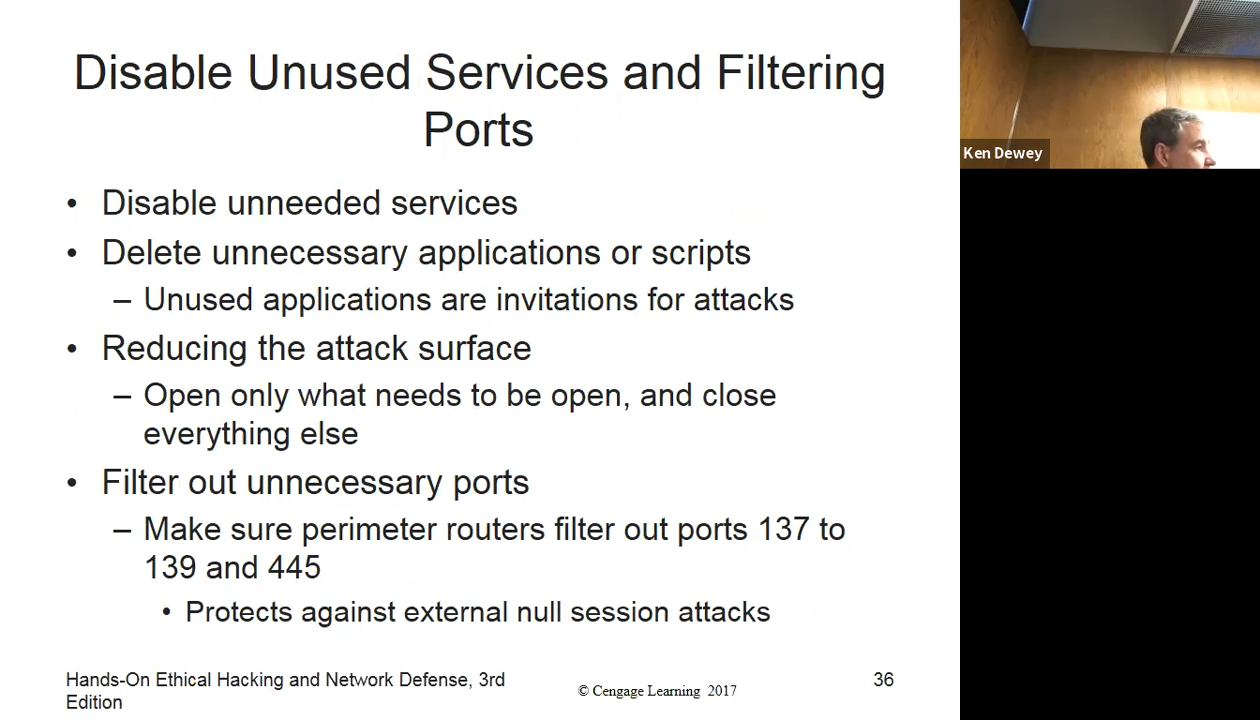 Disable Unused Services and Filtering
Ports
• Disable unneeded services
• Delete unnecessary applications or scripts
– Unused applications are invitations for attacks
• Reducing the attack surface
– Open only what needs to be open, and close
everything else
• Filter out unnecessary ports
– Make sure perimeter routers filter out ports 137 to
139 and 445
• Protects against external null session attacks
Hands-On Ethical Hacking and Network Defense, 3rd
Edition
© Cengage Learning 2017
36
Ken Dewey